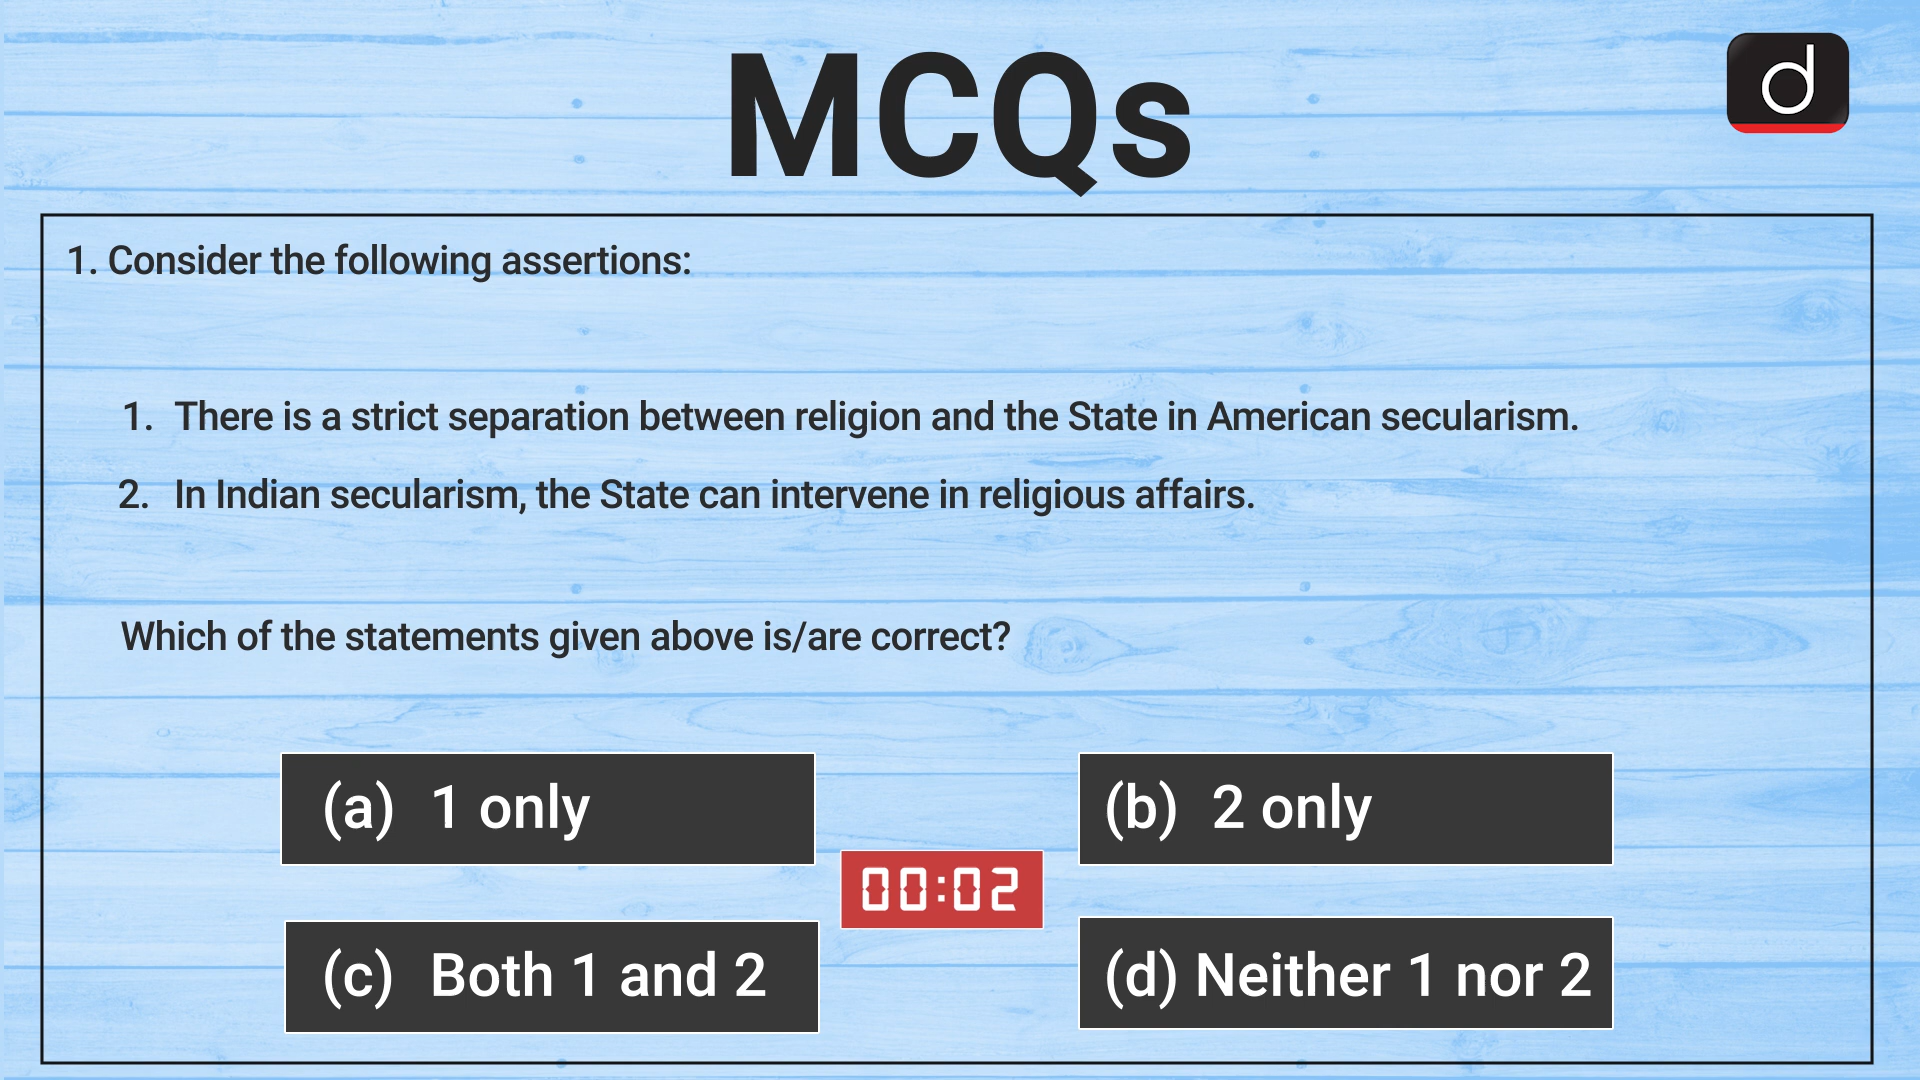 MCQs
d
1. Consider the following assertions:
1. There is a strict separation between religion and the State in American secularism.
2. In Indian secularism, the State can intervene in religious affairs.
Which of the statements given above is/are correct?
(a) 1 only
(b) 2 only
00:02
(c) Both 1 and 2
(d) Neither 1 nor 2